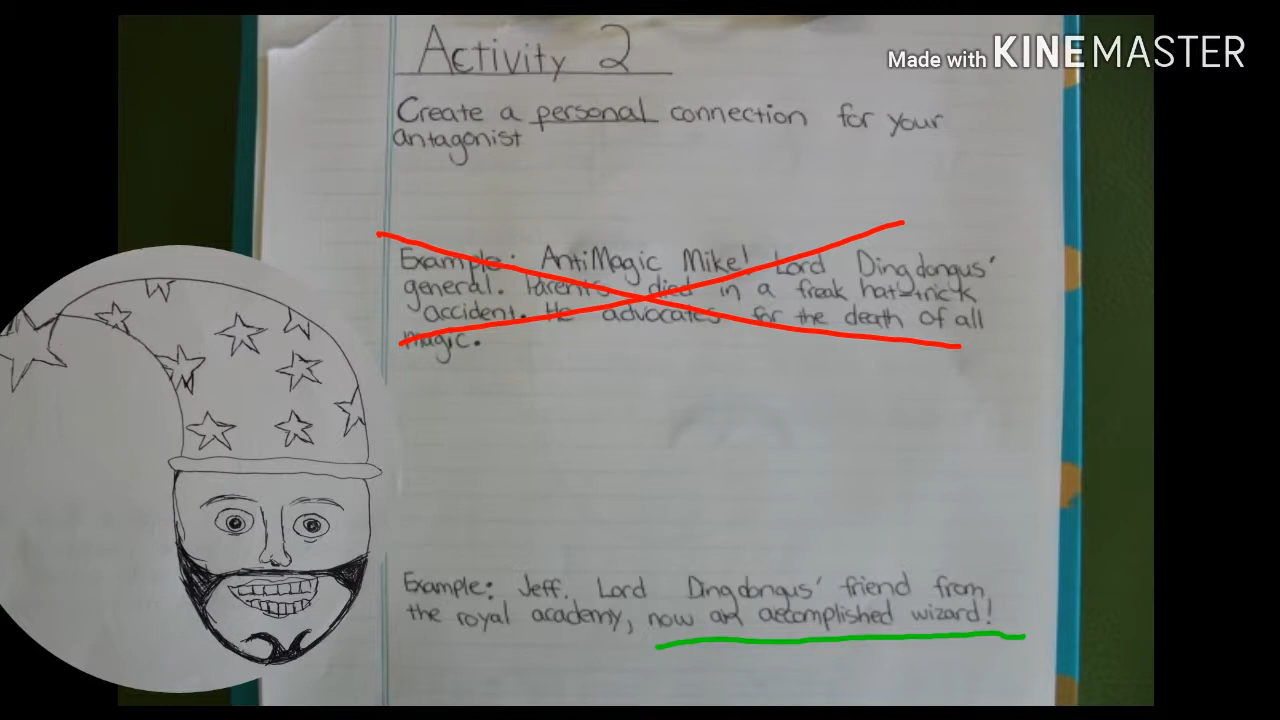 Made with KINEMASTER
Activity 2
Create a personal connection for your
antagonist
Example: AntiMagic Mike! Lord Dingdongus'
general. Parents died in a freak hat-trick
accident. He advocates for the death of all
magic.
Example: Jeff. Lord Dingdongus' friend from
the royal academy, now an accomplished wizard!